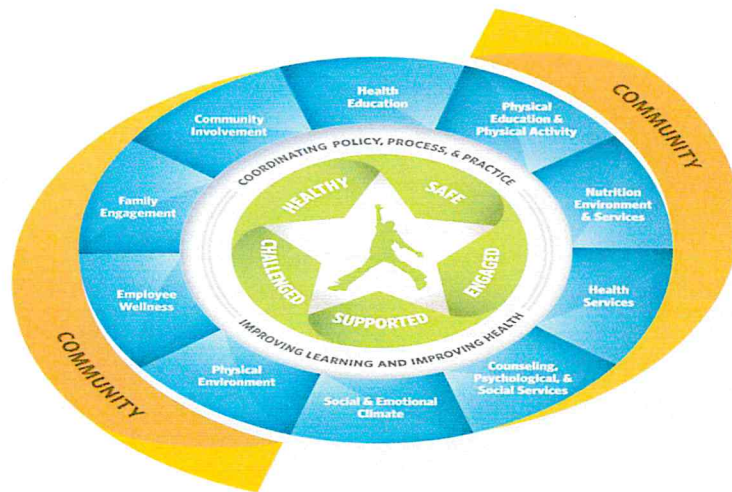 COMMUNITY
Health
Education
Physical
Education &
Physical Activity
Nutrition
Environment
& Services
Health
Services
Counseling,
Psychological, &
Social Services
Social & Emotional
Climate
Physical
Environment
Employee
Wellness
Family
Engagement
Community
Involvement
COORDINATING POLICY, PROCESS, & PRACTICE
IMPROVING LEARNING AND IMPROVING HEALTH
HEALTHY
SAFE
ENGAGED
SUPPORTED
CHALLENGED
COMMUNITY